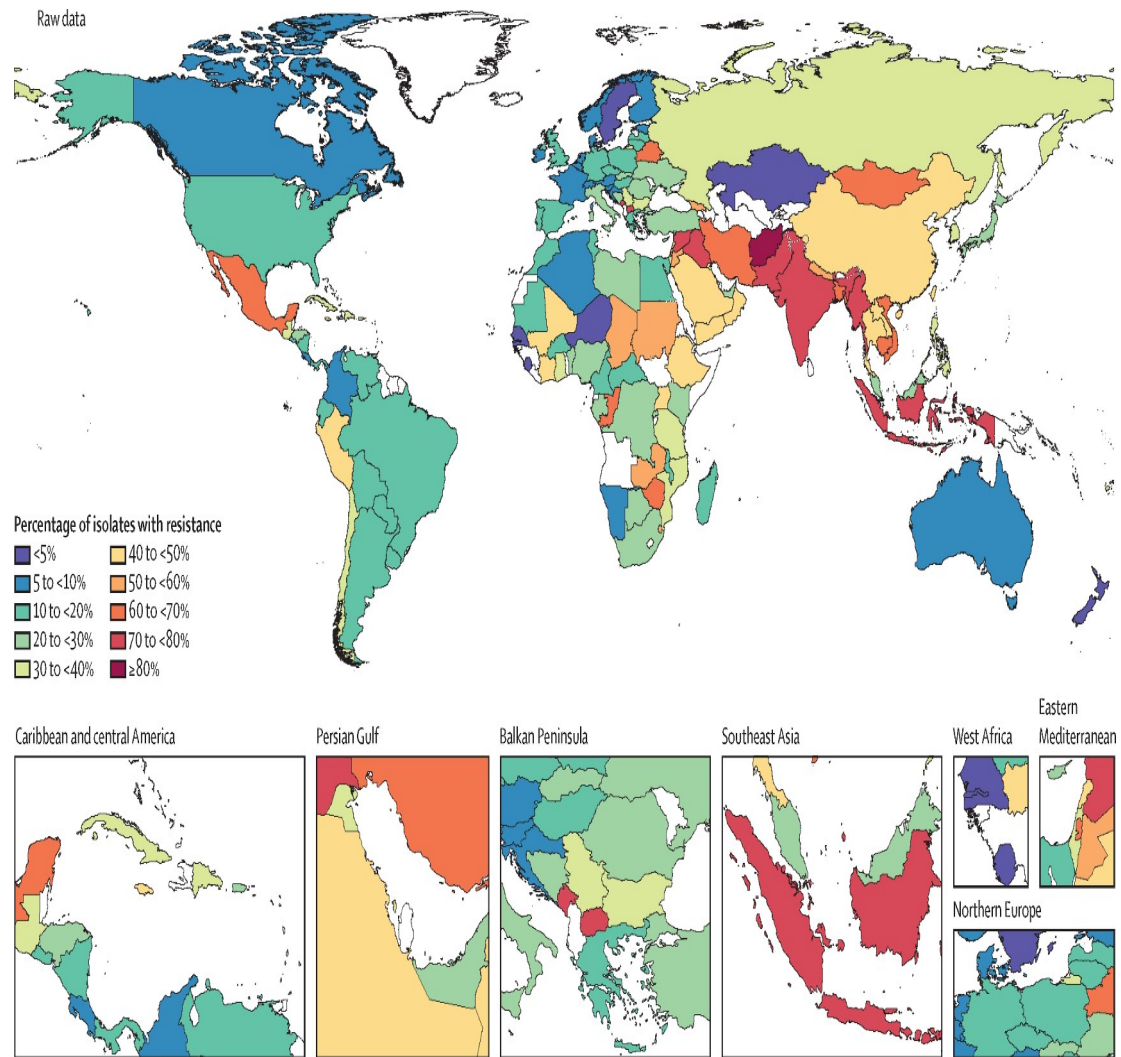 Raw data
Percentage of isolates with resistance
<5%
5 to <10%
10 to <20%
20 to <30%
30 to <40%
40 to <50%
50 to <60%
60 to <70%
70 to <80%
≥80%
Caribbean and central America
Persian Gulf
Balkan Peninsula
Southeast Asia
West Africa
Eastern
Mediterranean
Northern Europe